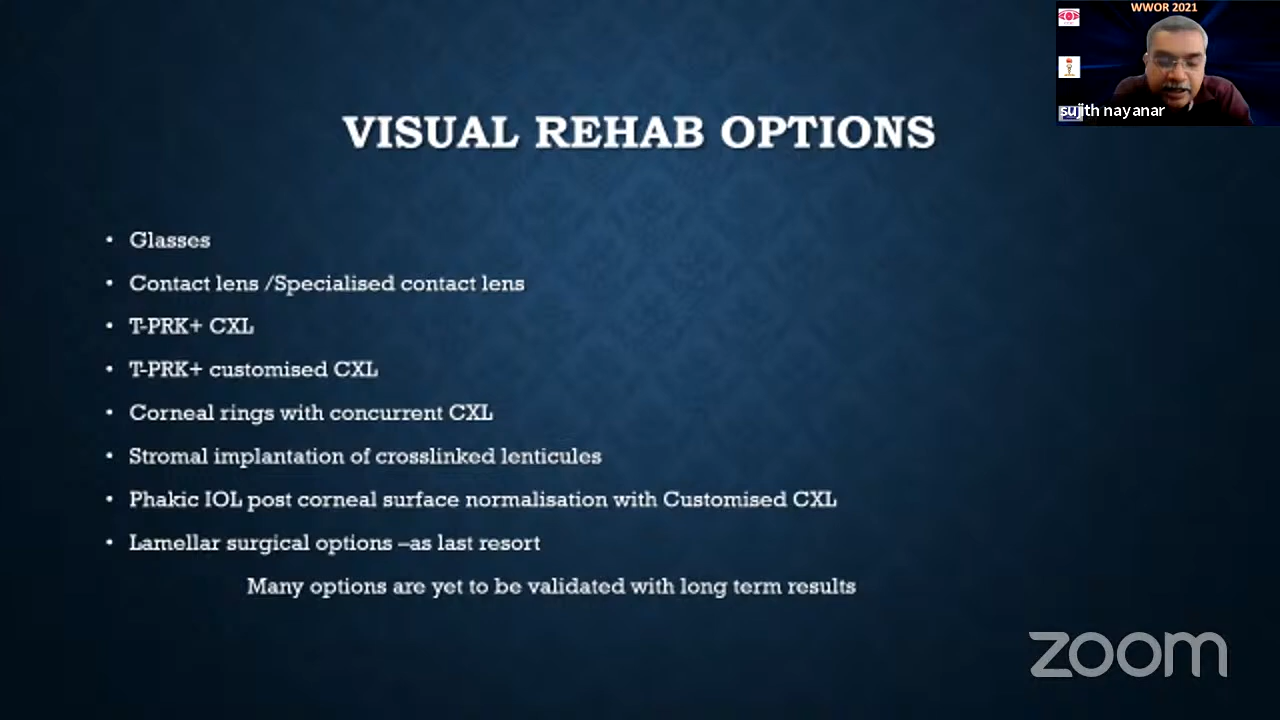 WWOR 2021
sujith nayanar
VISUAL REHAB OPTIONS
• Glasses
• Contact lens /Specialised contact lens
• T-PRK+ CXL
• T-PRK+ customised CXL
• Corneal rings with concurrent CXL
• Stromal implantation of crosslinked lenticules
• Phakic IOL post corneal surface normalisation with Customised CXL
• Lamellar surgical options –as last resort
Many options are yet to be validated with long term results
zoom